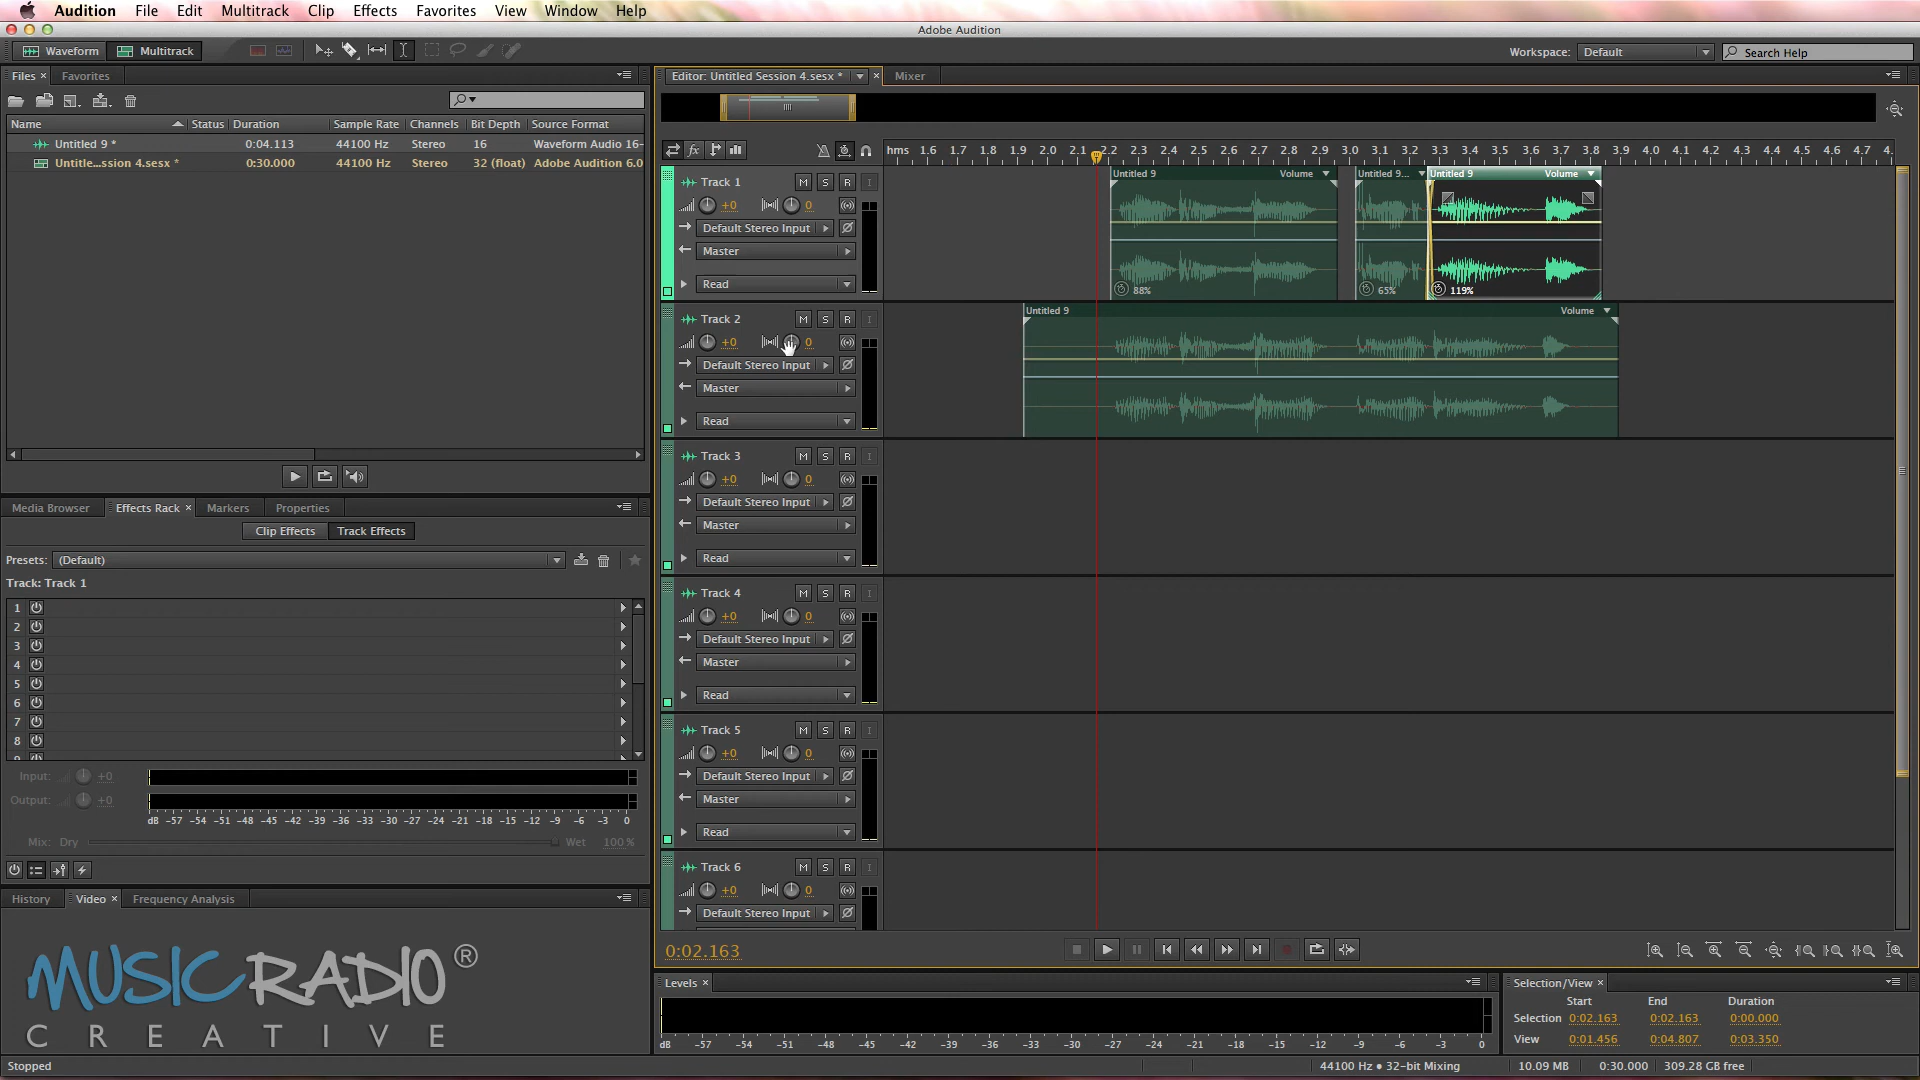 Audition File Edit Multitrack Clip Effects Favorites View Window Help
Adobe Audition
Waveform Multitrack Workspace: Default Search Help
Files × Favorites
Editor: Untitled Session 4.sesx * × Mixer
Name Status Duration Sample Rate Channels Bit Depth Source Format
Untitled 9 * 0:04.113 44100 Hz Stereo 16 Waveform Audio 16-
Untitle...ssion 4.sesx * 0:30.000 44100 Hz Stereo 32 (float) Adobe Audition 6.0
fx
hms 1.6 1.7 1.8 1.9 2.0 2.1 2.2 2.3 2.4 2.5 2.6 2.7 2.8 2.9 3.0 3.1 3.2 3.3 3.4 3.5 3.6 3.7 3.8 3.9 4.0 4.1 4.2 4.3 4.4 4.5 4.6 4.7 4.
Track 1 M S R I
+0 0
Default Stereo Input
Master
Read
Untitled 9 Volume
88%
Untitled 9...
65%
Untitled 9 Volume
119%
Track 2 M S R I
+0 0
Default Stereo Input
Master
Read
Untitled 9 Volume
Track 3 M S R I
+0 0
Default Stereo Input
Master
Read
Track 4 M S R I
+0 0
Default Stereo Input
Master
Read
Track 5 M S R I
+0 0
Default Stereo Input
Master
Read
Track 6 M S R I
+0 0
Default Stereo Input
Media Browser Effects Rack × Markers Properties
Clip Effects Track Effects
Presets: (Default)
Track: Track 1
1
2
3
4
5
6
7
8
9
Input: +0
Output: +0
dB -57 -54 -51 -48 -45 -42 -39 -36 -33 -30 -27 -24 -21 -18 -15 -12 -9 -6 -3 0
Mix: Dry Wet 100 %
History Video × Frequency Analysis
MUSICRADIO®
CREATIVE
0:02.163
Levels ×
dB -57 -54 -51 -48 -45 -42 -39 -36 -33 -30 -27 -24 -21 -18 -15 -12 -9 -6 -3 0
Selection/View ×
Start End Duration
Selection 0:02.163 0:02.163 0:00.000
View 0:01.456 0:04.807 0:03.350
Stopped 44100 Hz • 32-bit Mixing 10.09 MB 0:30.000 309.28 GB free